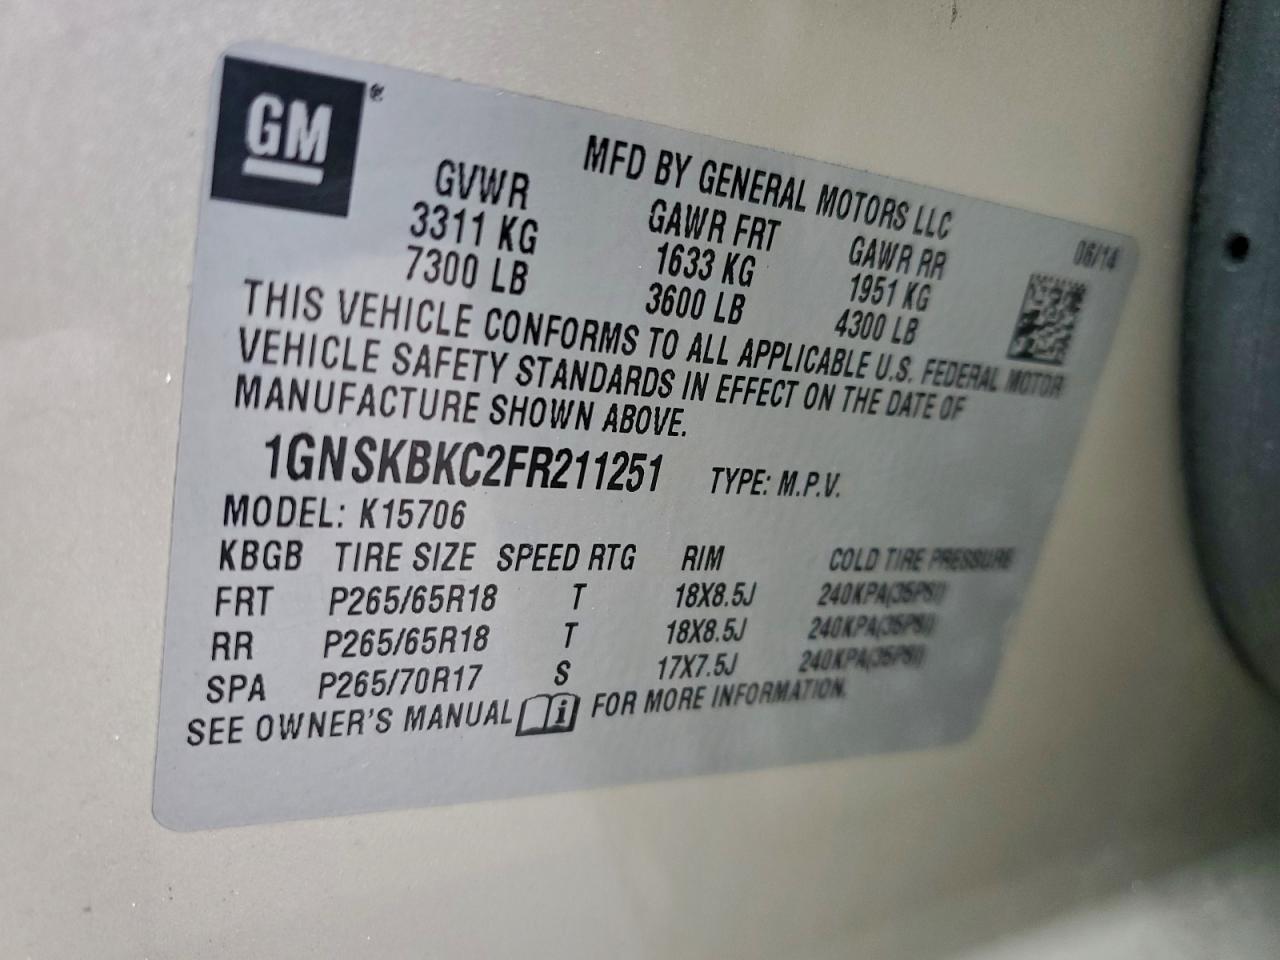 GM®
MFD BY GENERAL MOTORS LLC
06/14
GVWR GAWR FRT GAWR RR
3311 KG 1633 KG 1951 KG
7300 LB 3600 LB 4300 LB
THIS VEHICLE CONFORMS TO ALL APPLICABLE U.S. FEDERAL MOTOR
VEHICLE SAFETY STANDARDS IN EFFECT ON THE DATE OF
MANUFACTURE SHOWN ABOVE.
1GNSKBKC2FR211251 TYPE: M.P.V.
MODEL: K15706
KBGB TIRE SIZE SPEED RTG RIM COLD TIRE PRESSURE
FRT P265/65R18 T 18X8.5J 240KPA(35PSI)
RR P265/65R18 T 18X8.5J 240KPA(35PSI)
SPA P265/70R17 S 17X7.5J 240KPA(35PSI)
SEE OWNER'S MANUAL i FOR MORE INFORMATION.